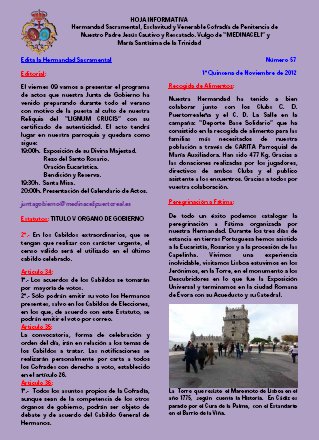 HOJA INFORMATIVA
Hermandad Sacramental, Esclavitud y Venerable Cofradía de Penitencia de
Nuestro Padre Jesús Cautivo y Rescatado. Vulgo de "MEDINACELI" y
María Santísima de la Trinidad
Edita la Hermandad Sacramental
Número 57
1ª Quincena de Noviembre de 2012
Editorial:
El viernes 09 vamos a presentar el programa
de actos que nuestra Junta de Gobierno ha
venido preparando durante todo el verano
con motivo de la puesta al culto de nuestra
Reliquia del "LIGNUM CRUCIS" con su
certificado de autenticidad. El acto tendrá
lugar en nuestra parroquia y quedara como
sigue:
19:00h. Exposición de su Divina Majestad.
Rezo del Santo Rosario.
Oración Eucarística.
Bendición y Reserva.
19:30h. Santa Misa.
20:00h. Presentación del Calendario de Actos.
juntagobierno@medinacelipuertoreal.es
Estatutos: TITULO V ORGANO DE GOBIERNO
2º. En los Cabildos extraordinarios, que se
tengan que realizar con carácter urgente, el
censo valido será el utilizado en el último
cabildo celebrado.
Artículo 34:
1º.- Los acuerdos de los Cabildos se tomarán
por mayoría de votos.
2º.- Sólo podrán emitir su voto los Hermanos
presentes, salvo en los Cabildos de Elecciones,
en los que, de acuerdo con este Estatuto, se
podrán emitir el voto por correo.
Artículo 35:
La convocatoria, forma de celebración y
orden del día, irán en relación a los temas de
los Cabildos a tratar. Las notificaciones se
realizarán personalmente por carta a todos
los Cofrades con derecho a voto, establecido
en el artículo 26.
Artículo 36:
1º.- Todos los asuntos propios de la Cofradía,
aunque sean de la competencia de los otros
órganos de gobierno, podrán ser objeto de
debate y de acuerdo del Cabildo General de
Hermanos.
Recogida de Alimentos:
Nuestra Hermandad ha tenido a bien
colaborar junto con los Clubs C. D.
Puertorrealeña y el C. D. La Salle en la
campaña: "Deporte Base Solidario" que ha
consistido en la recogida de alimento para las
familias más necesitados de nuestra
población a través de CARITA Parroquial de
María Auxiliadora. Han sido 477 Kg. Gracias a
las donaciones realizadas por los jugadores,
directivos de ambos Clubs y el publico
asistente a los encuentros. Gracias a todos por
vuestra colaboración.
Peregrinación a Fátima:
De todo un éxito podemos catalogar la
peregrinación a Fátima organizada por
nuestra Hermandad. Durante los tres días de
estancia en tierras Portuguesa hemos asistido
a la Eucaristía, Rosarios y a la procesión de las
Capelinha. Vivimos una experiencia
inolvidable, visitamos Lisboa estuvimos en los
Jerónimos, en la Torre, en el monumento a los
Descubridores en lo que fue la Exposición
Universal y terminamos en la ciudad Romana
de Évora con su Acueducto y su Catedral.
La Torre que resiste el Maremoto de Lisboa en el
año 1775, según cuenta la Historia. En Cádiz es
parado por el Cura de la Palma, con el Estandarte
en el Barrio de la Viña.